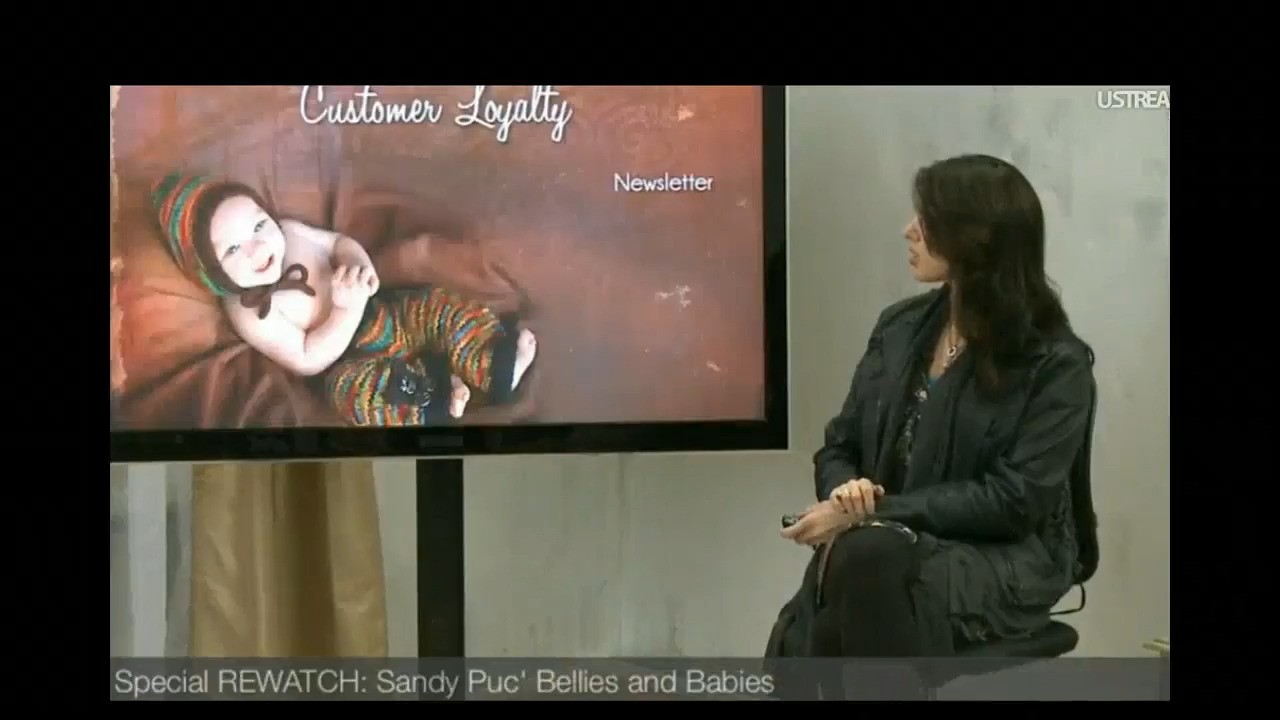 Customer Loyalty
USTREA
Newsletter
Special REWATCH: Sandy Puc' Bellies and Babies